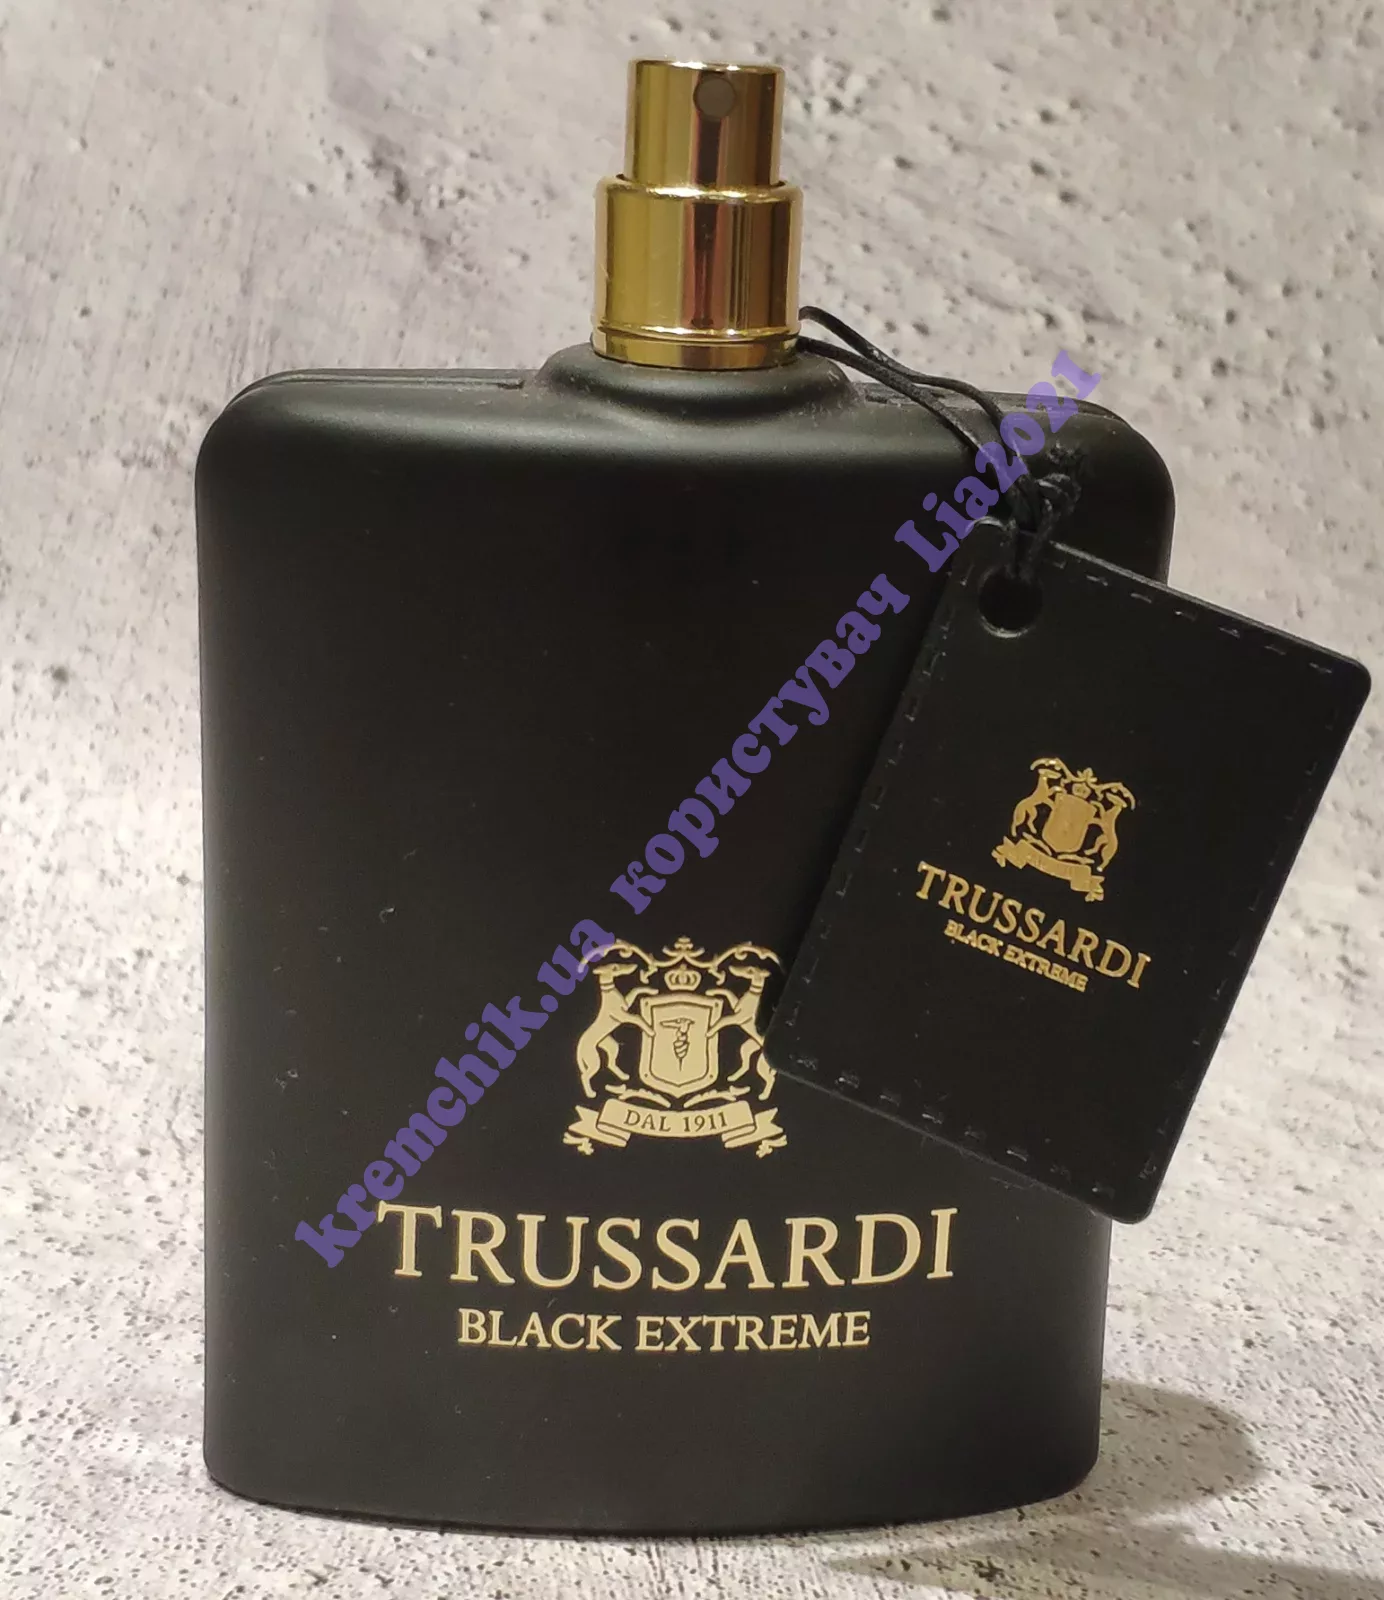 kremchik.ua користувач Lia2021
TRUSSARDI
BLACK EXTREME
DAL 1911
TRUSSARDI
BLACK EXTREME